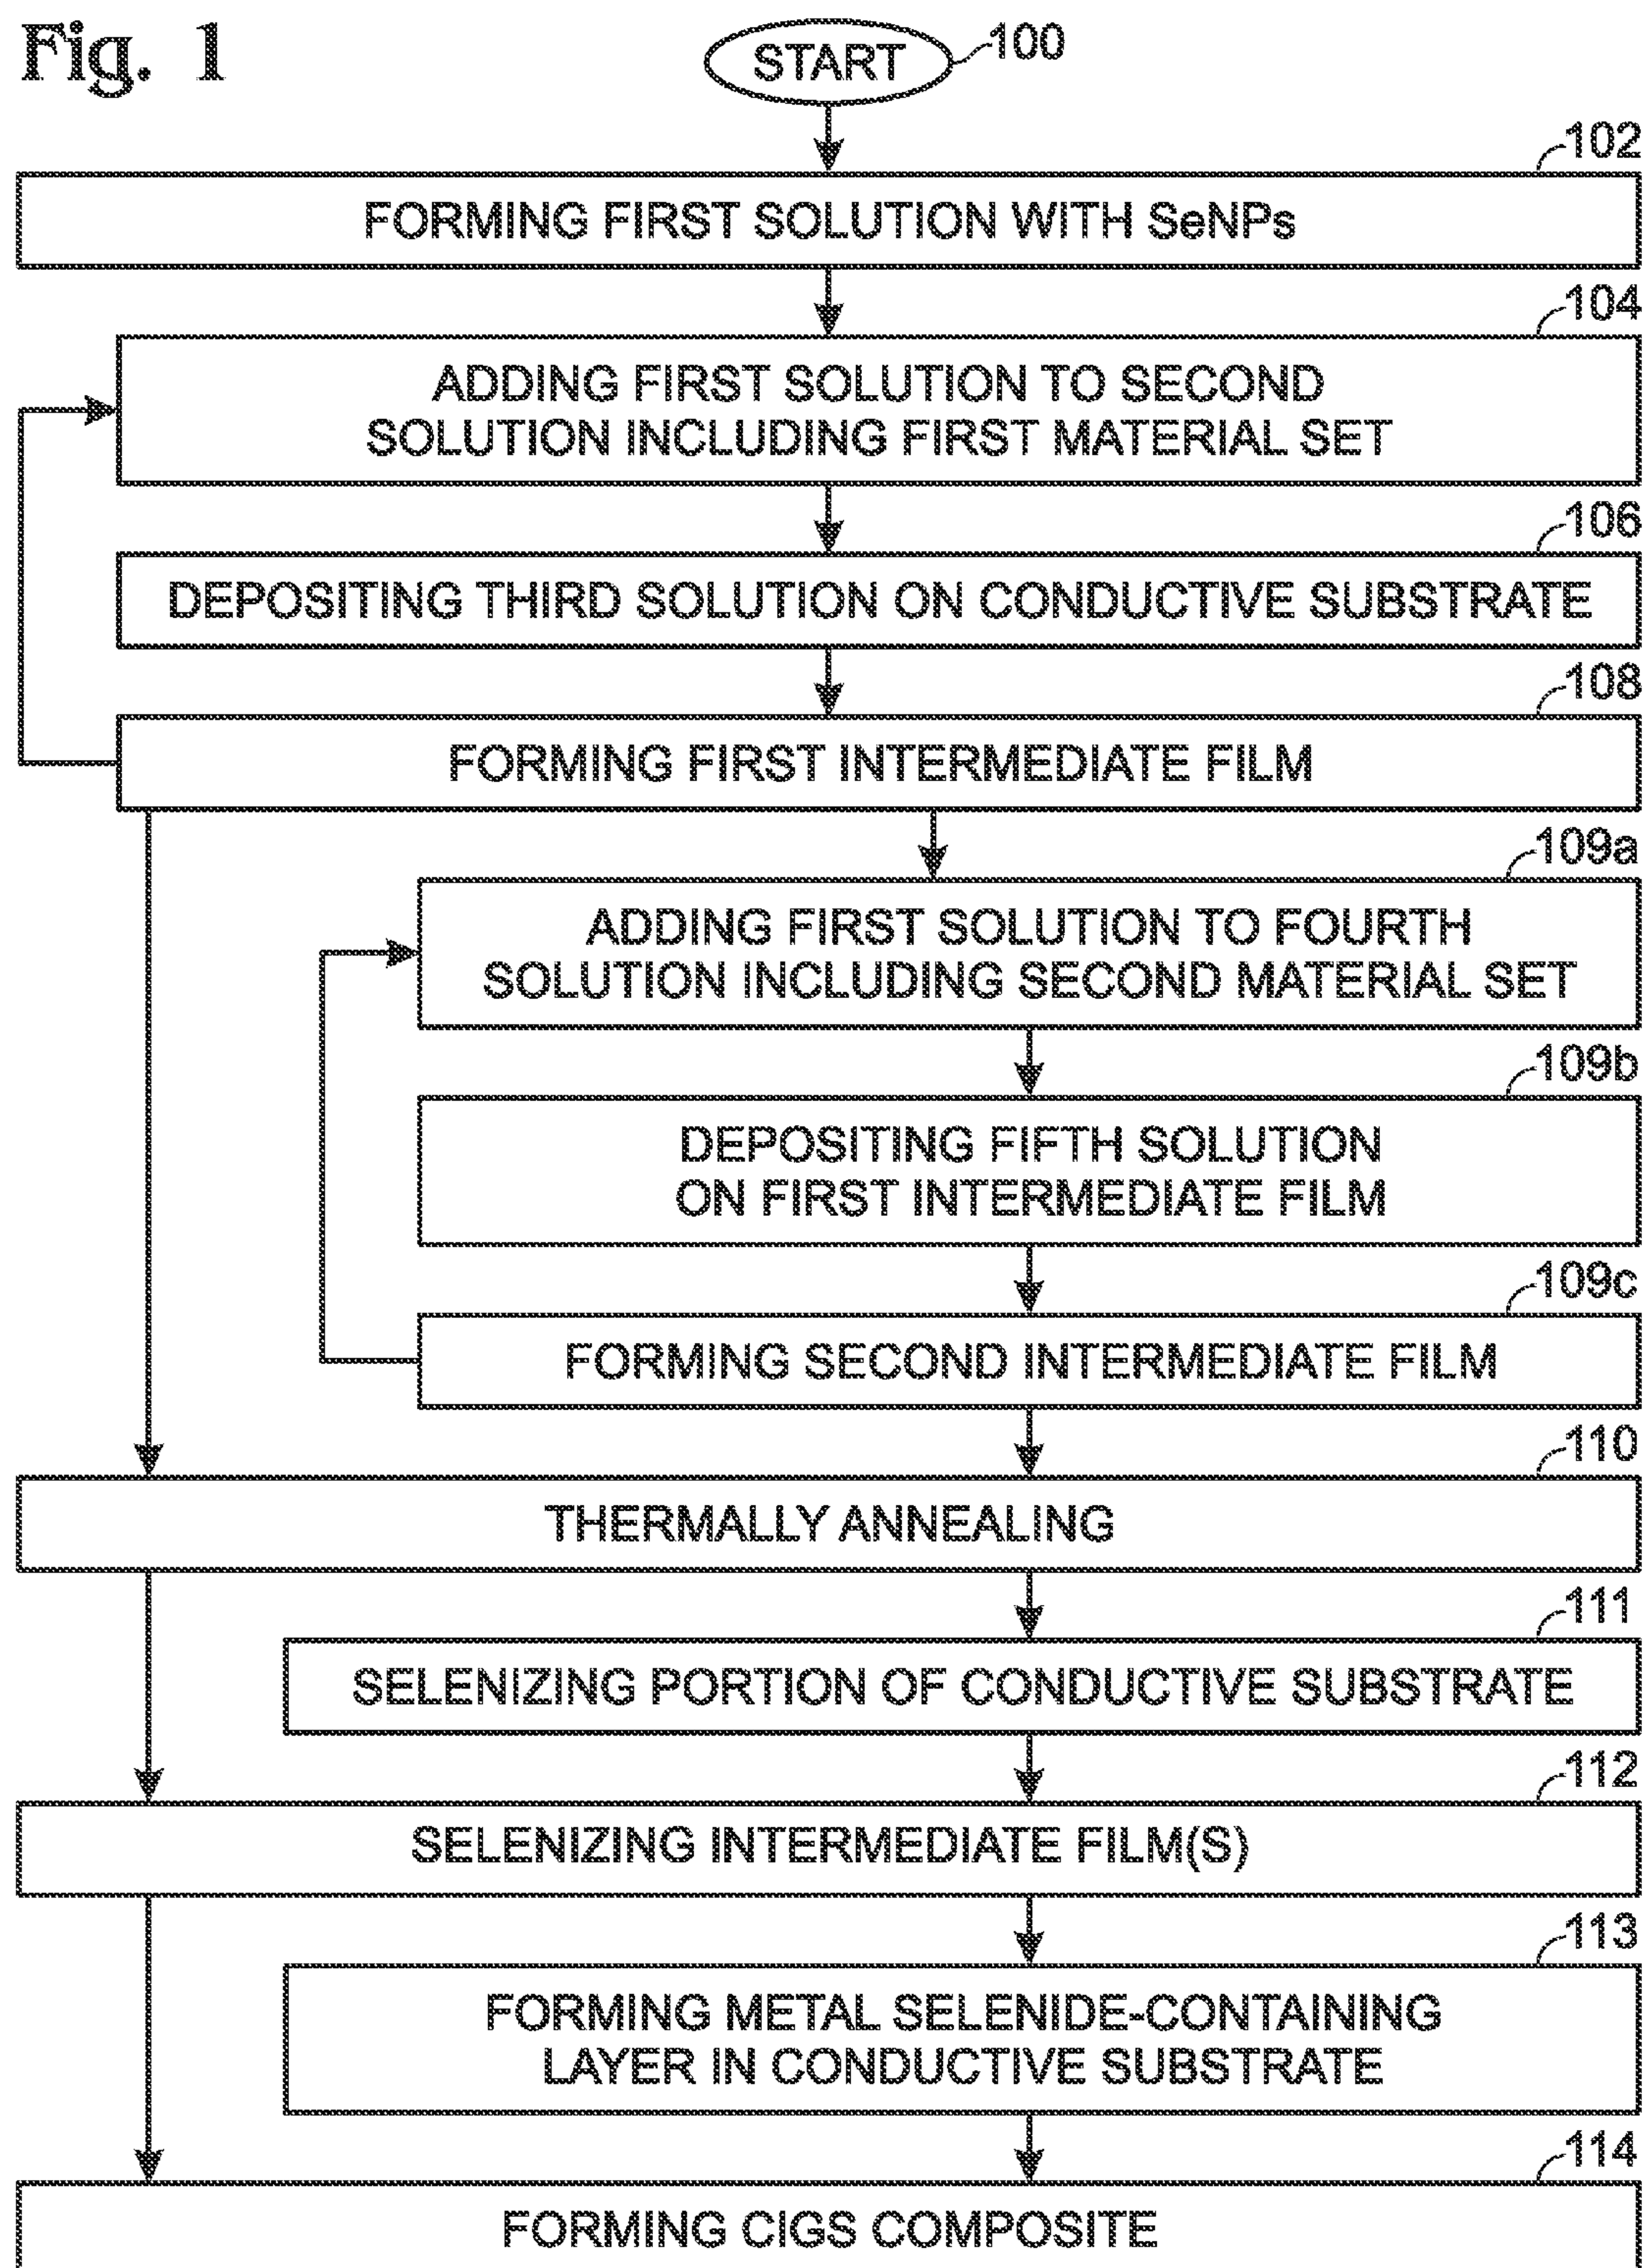 Fig. 1
START
100
102
FORMING FIRST SOLUTION WITH SeNPs
104
ADDING FIRST SOLUTION TO SECOND
SOLUTION INCLUDING FIRST MATERIAL SET
106
DEPOSITING THIRD SOLUTION ON CONDUCTIVE SUBSTRATE
108
FORMING FIRST INTERMEDIATE FILM
109a
ADDING FIRST SOLUTION TO FOURTH
SOLUTION INCLUDING SECOND MATERIAL SET
109b
DEPOSITING FIFTH SOLUTION
ON FIRST INTERMEDIATE FILM
109c
FORMING SECOND INTERMEDIATE FILM
110
THERMALLY ANNEALING
111
SELENIZING PORTION OF CONDUCTIVE SUBSTRATE
112
SELENIZING INTERMEDIATE FILM(S)
113
FORMING METAL SELENIDE-CONTAINING
LAYER IN CONDUCTIVE SUBSTRATE
114
FORMING CIGS COMPOSITE